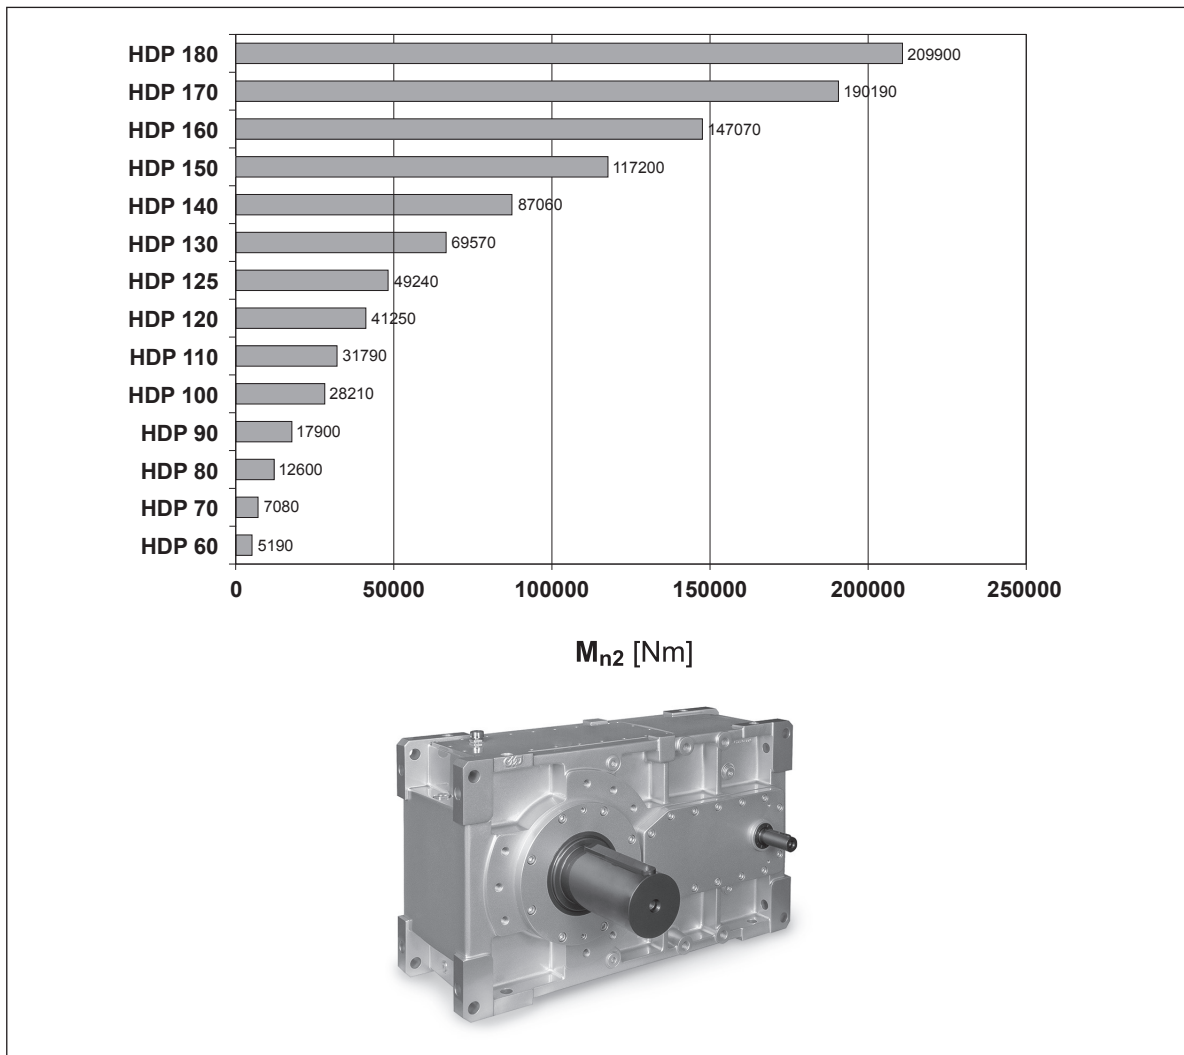 HDP 180 209900
HDP 170 190190
HDP 160 147070
HDP 150 117200
HDP 140 87060
HDP 130 69570
HDP 125 49240
HDP 120 41250
HDP 110 31790
HDP 100 28210
HDP 90 17900
HDP 80 12600
HDP 70 7080
HDP 60 5190
0 50000 100000 150000 200000 250000
Mn2 [Nm]